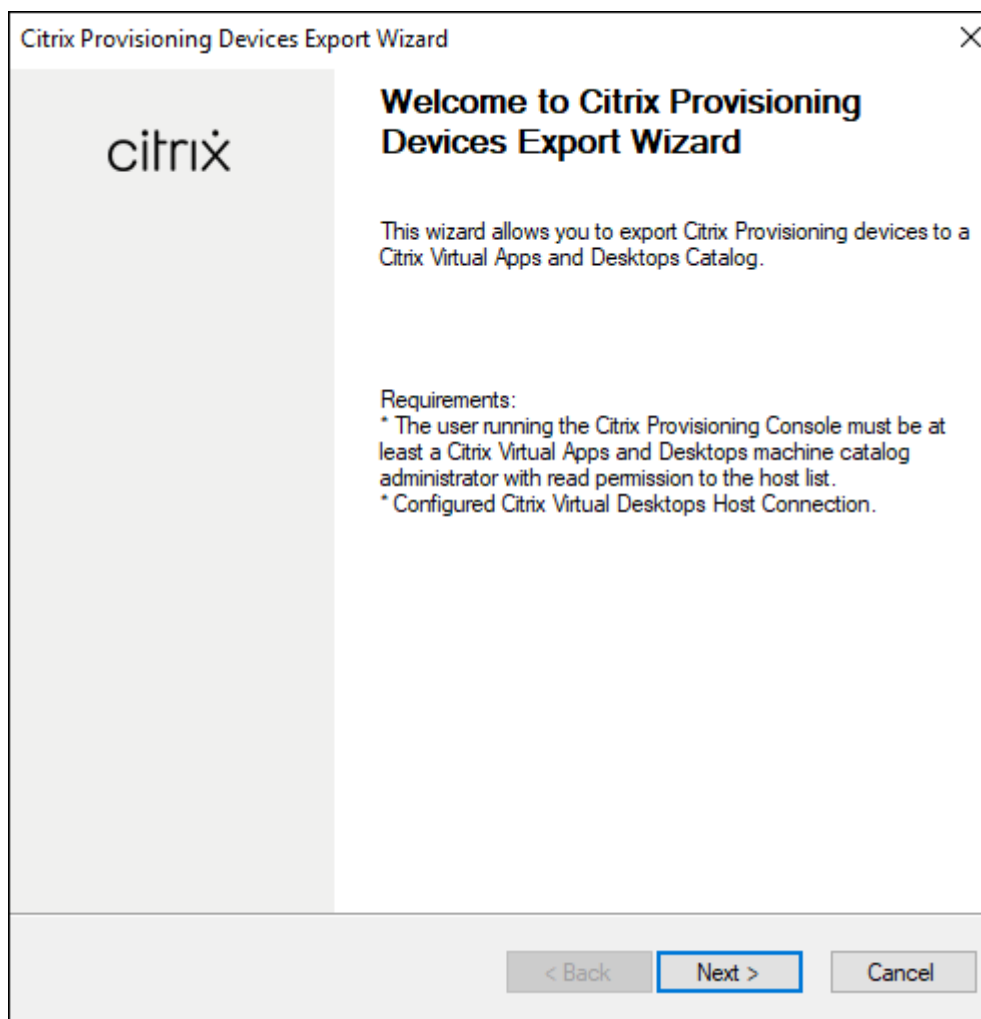 Citrix Provisioning Devices Export Wizard
citrix
Welcome to Citrix Provisioning
Devices Export Wizard
This wizard allows you to export Citrix Provisioning devices to a
Citrix Virtual Apps and Desktops Catalog.
Requirements:
* The user running the Citrix Provisioning Console must be at
least a Citrix Virtual Apps and Desktops machine catalog
administrator with read permission to the host list.
* Configured Citrix Virtual Desktops Host Connection.
< Back
Next >
Cancel